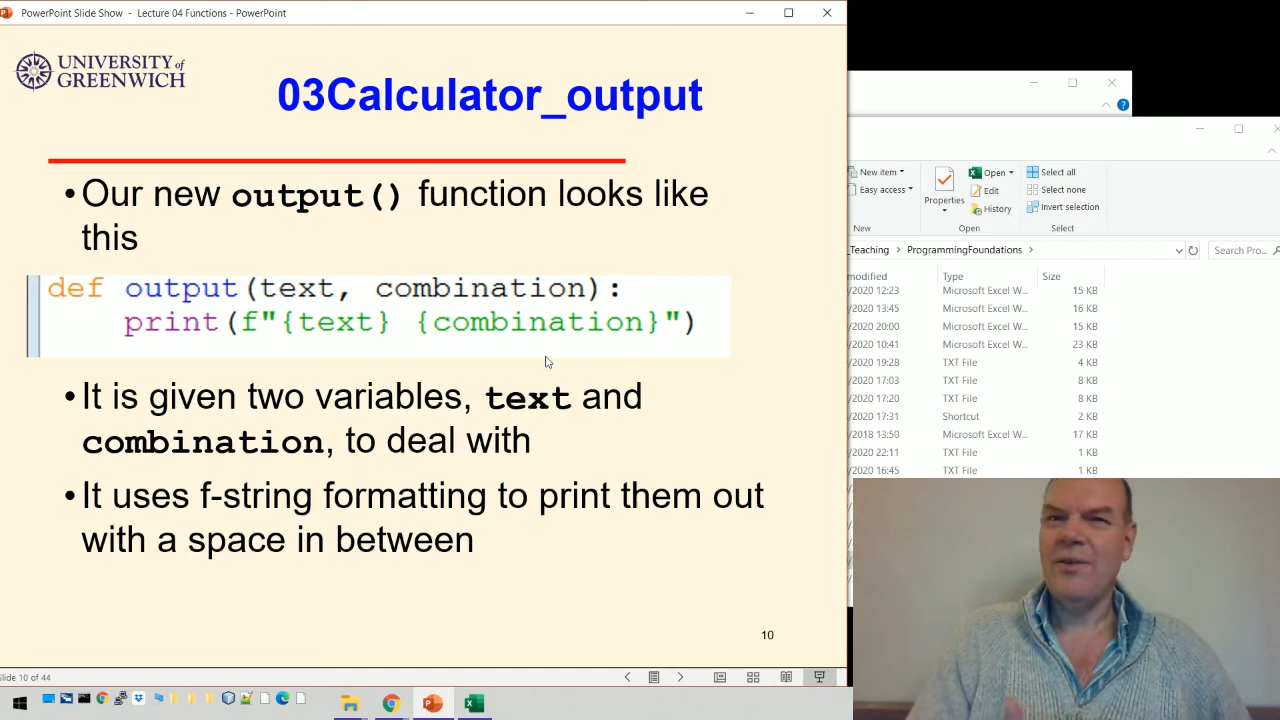 PowerPoint Slide Show - Lecture 04 Functions - PowerPoint
UNIVERSITY of
GREENWICH
03Calculator_output
•Our new output() function looks like
this
def output(text, combination):
print(f"{text} {combination}")
•It is given two variables, text and
combination, to deal with
•It uses f-string formatting to print them out
with a space in between
10
Slide 10 of 44
New item
Easy access
New
Properties
Open
Edit
History
Open
Select all
Select none
Invert selection
Select
_Teaching
ProgrammingFoundations
Search Pro...
modified Type Size
/2020 12:23 Microsoft Excel W... 15 KB
/2020 13:45 Microsoft Excel W... 16 KB
/2020 20:00 Microsoft Excel W... 15 KB
/2020 10:41 Microsoft Excel W... 23 KB
/2020 19:28 TXT File 4 KB
/2020 17:03 TXT File 8 KB
/2020 17:20 TXT File 8 KB
/2020 17:31 Shortcut 2 KB
/2018 13:50 Microsoft Excel W... 17 KB
/2020 22:11 TXT File 1 KB
/2020 16:45 TXT File 1 KB